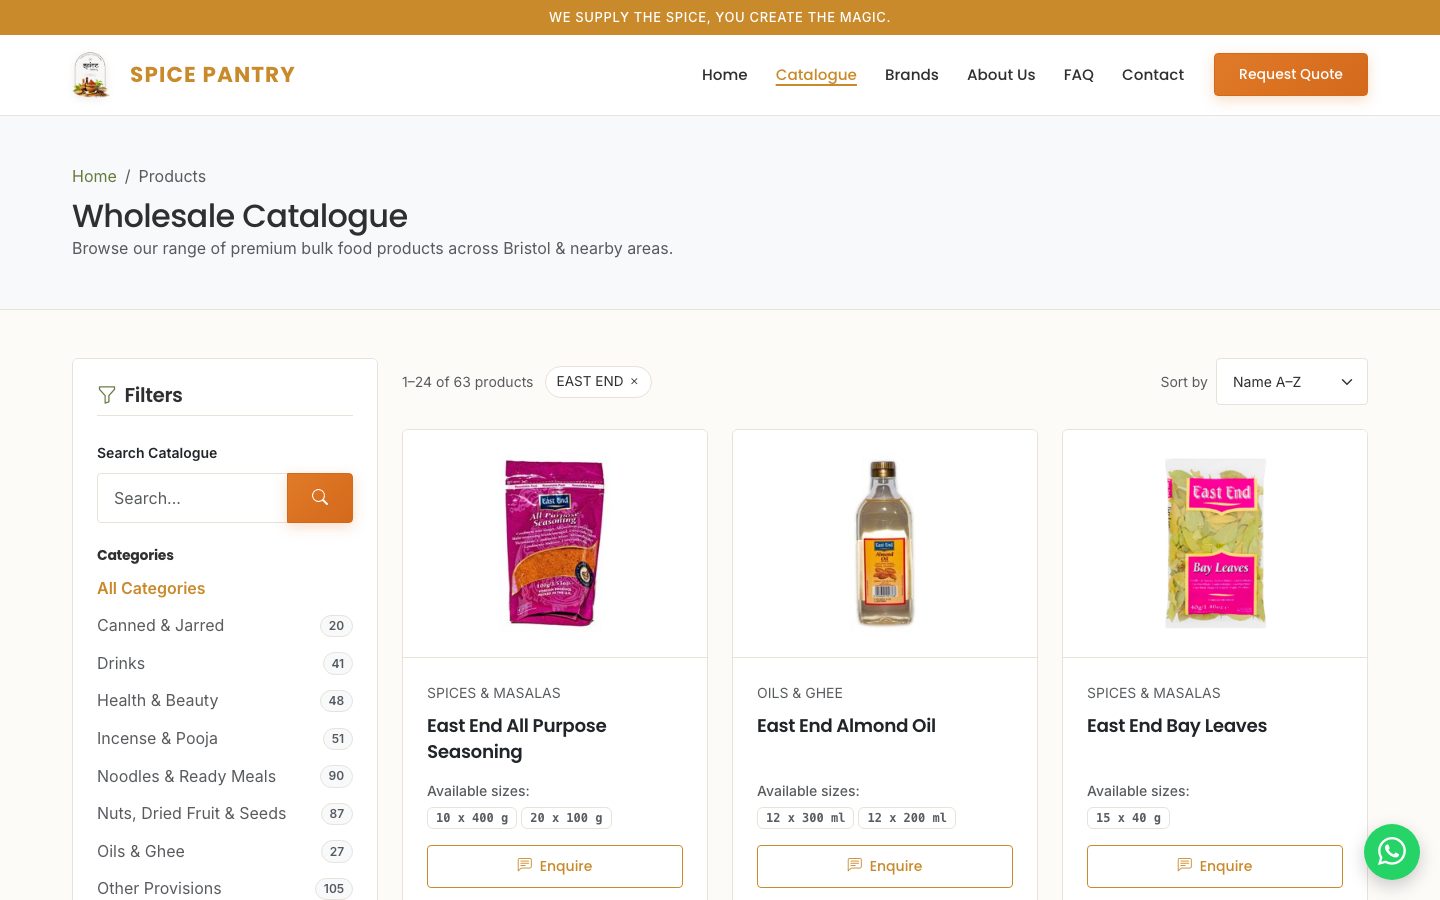 WE SUPPLY THE SPICE, YOU CREATE THE MAGIC.
spice
SPICE PANTRY
Home
Catalogue
Brands
About Us
FAQ
Contact
Request Quote
Home / Products
Wholesale Catalogue
Browse our range of premium bulk food products across Bristol & nearby areas.
Filters
Search Catalogue
Search...
Categories
All Categories
Canned & Jarred 20
Drinks 41
Health & Beauty 48
Incense & Pooja 51
Noodles & Ready Meals 90
Nuts, Dried Fruit & Seeds 87
Oils & Ghee 27
Other Provisions 105
1–24 of 63 products
EAST END ×
Sort by
Name A–Z
East End
All Purpose
Seasoning
SPICES & MASALAS
East End All Purpose
Seasoning
Available sizes:
10 x 400 g
20 x 100 g
Enquire
East End
Almond
Oil
OILS & GHEE
East End Almond Oil
Available sizes:
12 x 300 ml
12 x 200 ml
Enquire
East End
Bay Leaves
SPICES & MASALAS
East End Bay Leaves
Available sizes:
15 x 40 g
Enquire